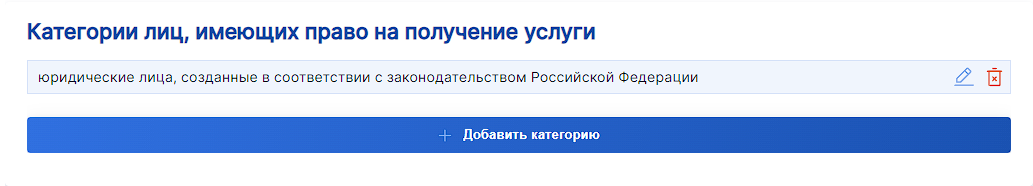 Категории лиц, имеющих право на получение услуги
юридические лица, созданные в соответствии с законодательством Российской Федерации
Добавить категорию